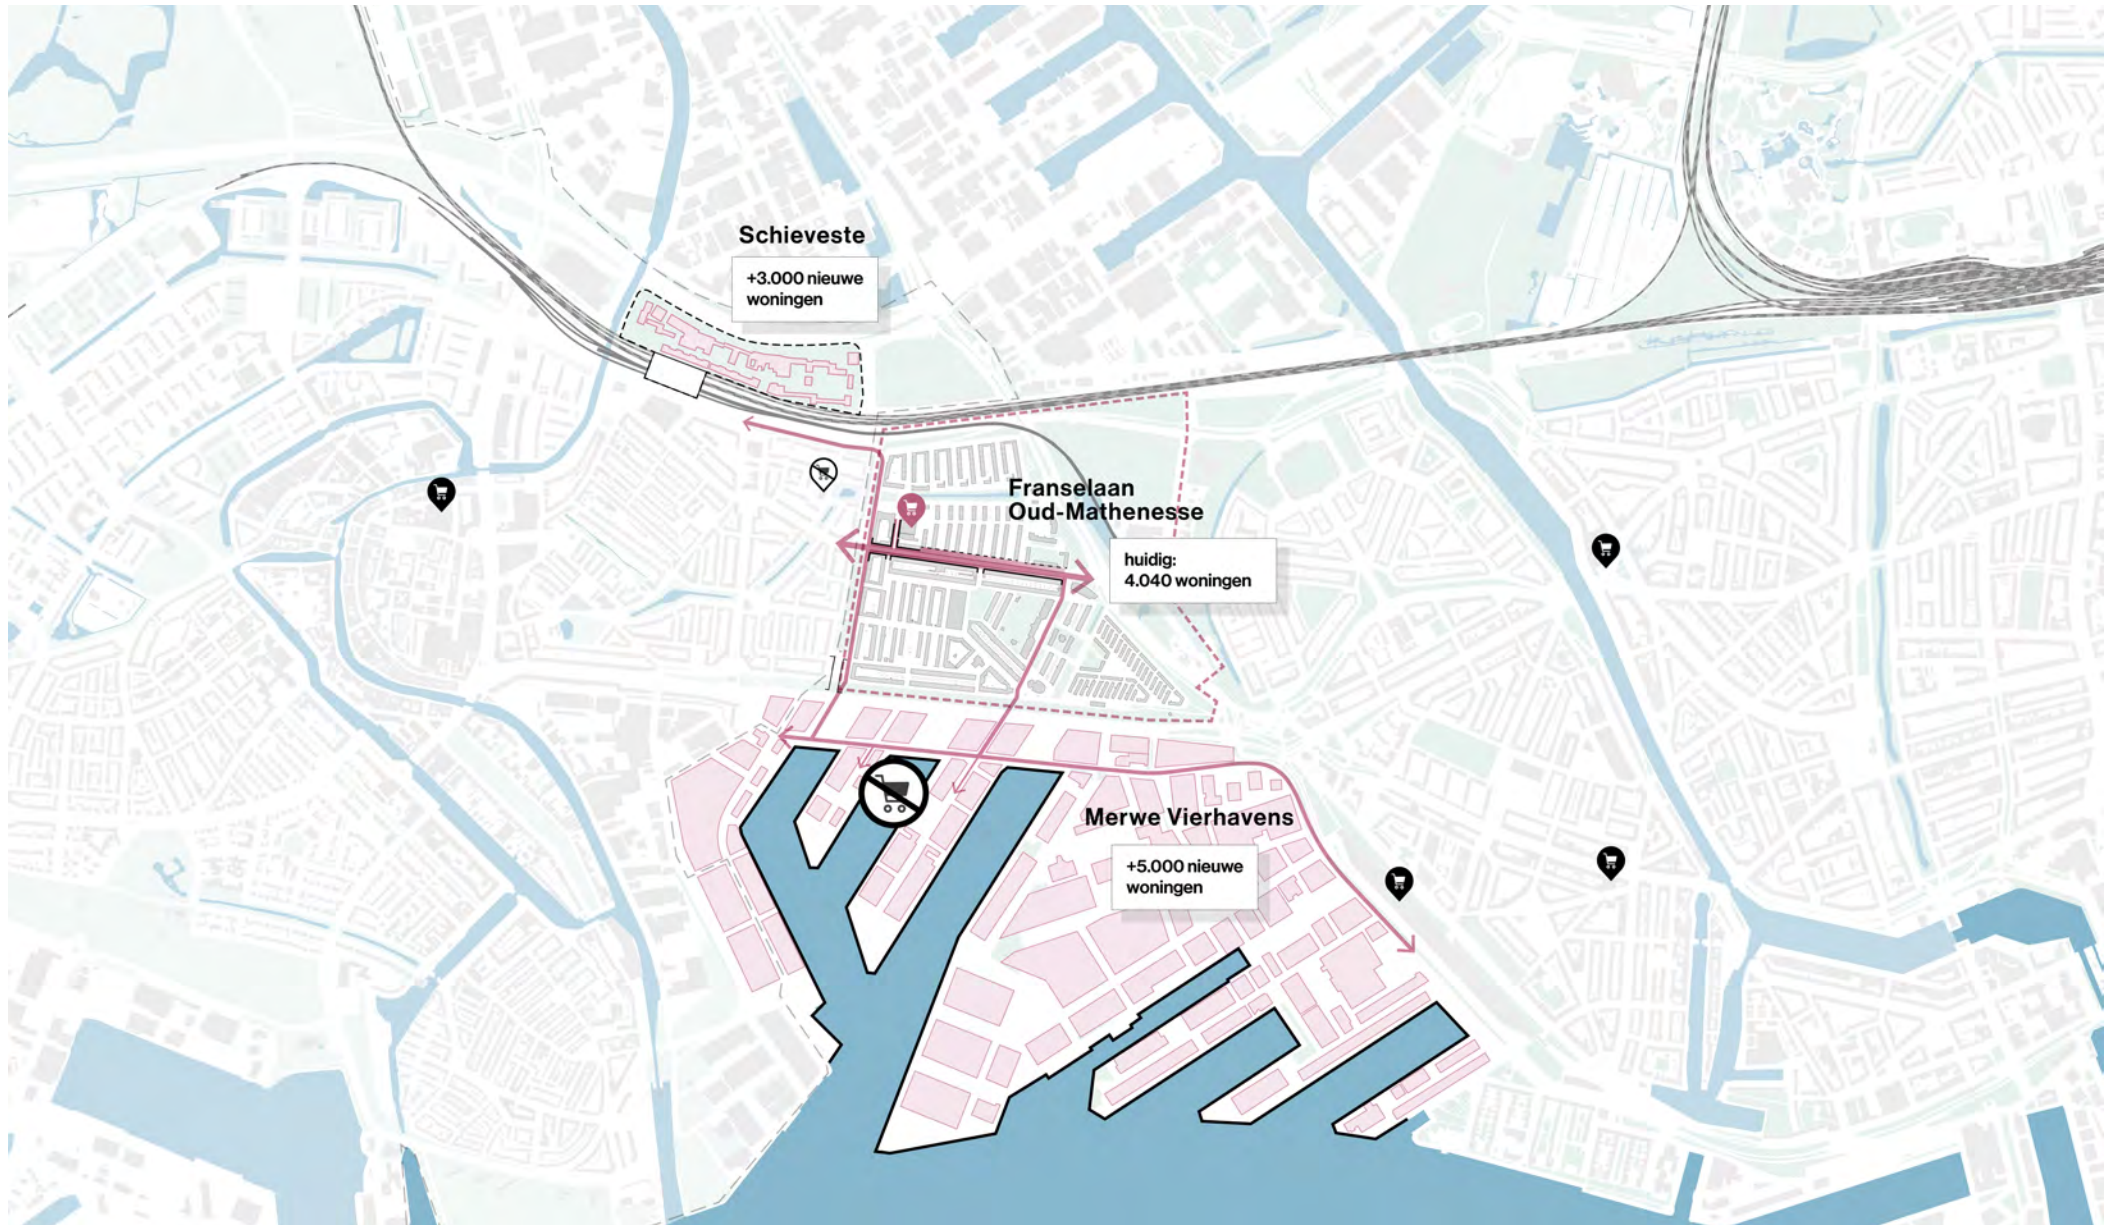 Schieveste
+3.000 nieuwe
woningen
Franselaan
Oud-Mathenesse
huidig:
4.040 woningen
Merwe Vierhavens
+5.000 nieuwe
woningen